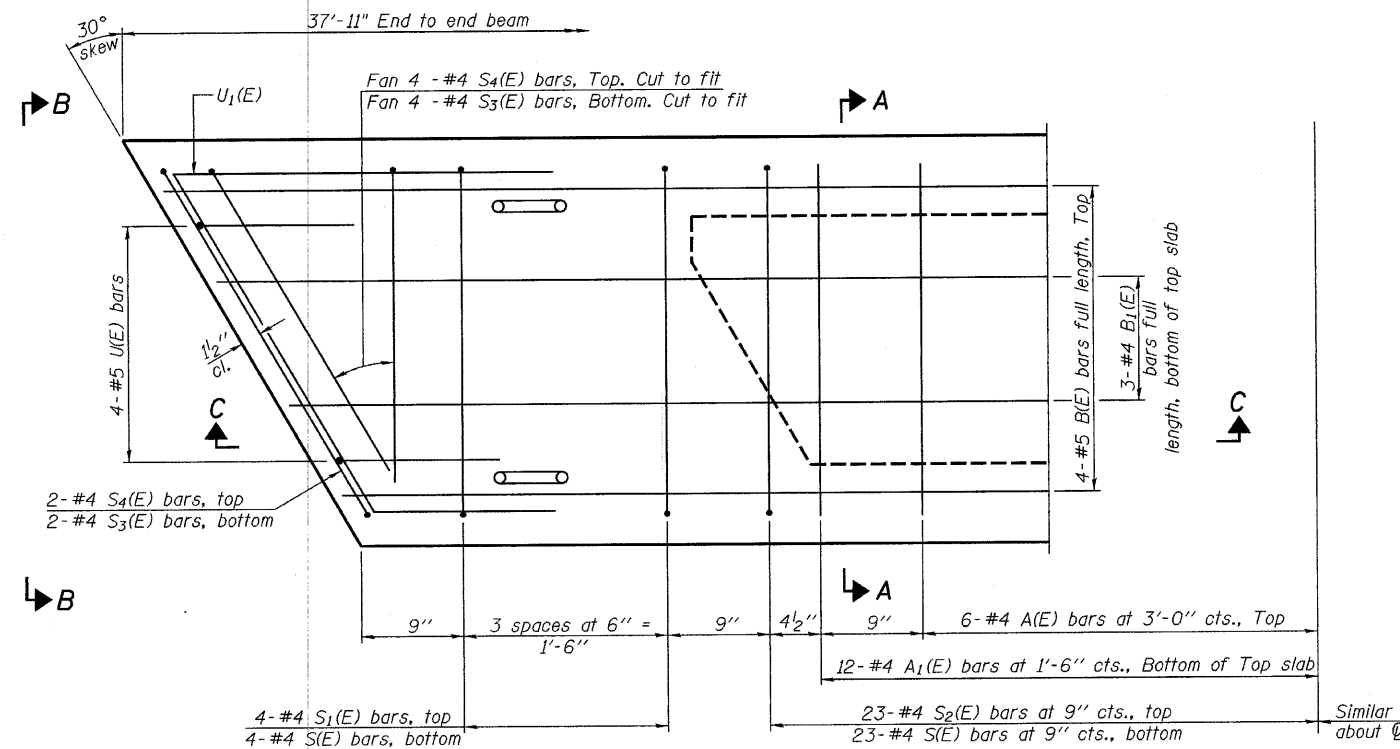 30°
skew
37'-11" End to end beam
Fan 4 -#4 S4(E) bars, Top. Cut to fit
Fan 4 -#4 S3(E) bars, Bottom. Cut to fit
U1(E)
B
A
4-#5 U(E) bars
1½"
cl.
C
2-#4 S4(E) bars, top
2-#4 S3(E) bars, bottom
4-#5 B(E) bars full length, Top
3-#4 B1(E)
bars full
length, bottom of top slab
C
B
A
9"
3 spaces at 6" =
1'-6"
9"
4½"
9"
6-#4 A(E) bars at 3'-0" cts., Top
12-#4 A1(E) bars at 1'-6" cts., Bottom of Top slab
4-#4 S1(E) bars, top
4-#4 S(E) bars, bottom
23-#4 S2(E) bars at 9" cts., top
23-#4 S(E) bars at 9" cts., bottom
Similar
about ℄